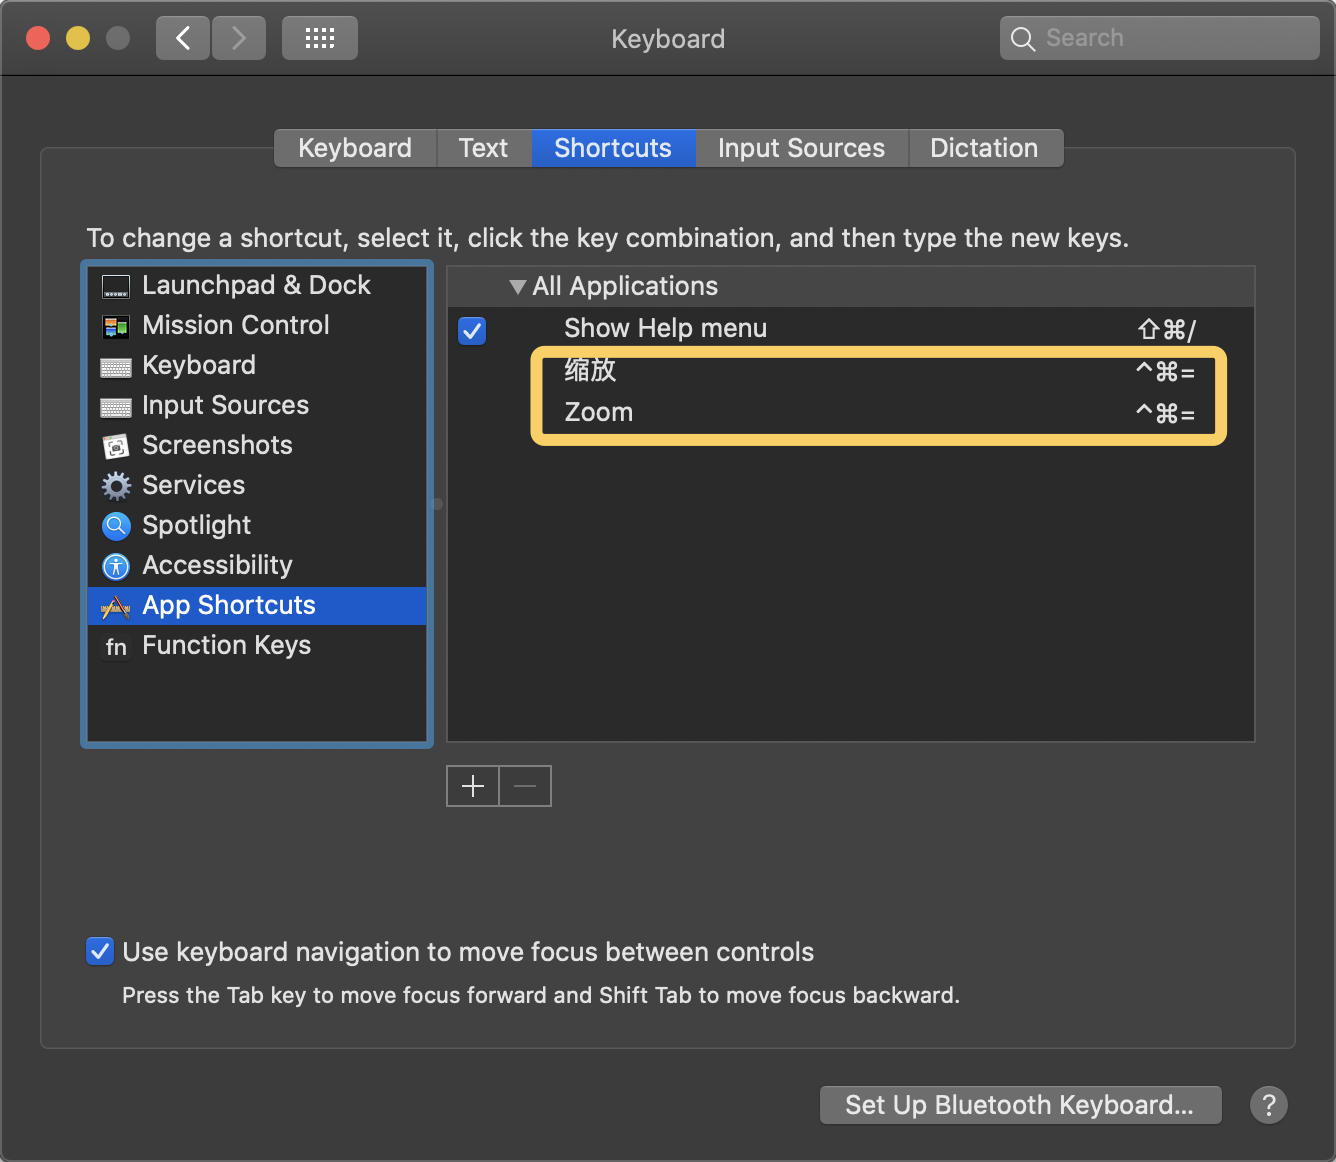 Keyboard
Search
Keyboard
Text
Shortcuts
Input Sources
Dictation
To change a shortcut, select it, click the key combination, and then type the new keys.
Launchpad & Dock
Mission Control
Keyboard
Input Sources
Screenshots
Services
Spotlight
Accessibility
App Shortcuts
fn Function Keys
▼ All Applications
Show Help menu ⇧⌘/
缩放 ^⌘=
Zoom ^⌘=
+ −
Use keyboard navigation to move focus between controls
Press the Tab key to move focus forward and Shift Tab to move focus backward.
Set Up Bluetooth Keyboard...
?